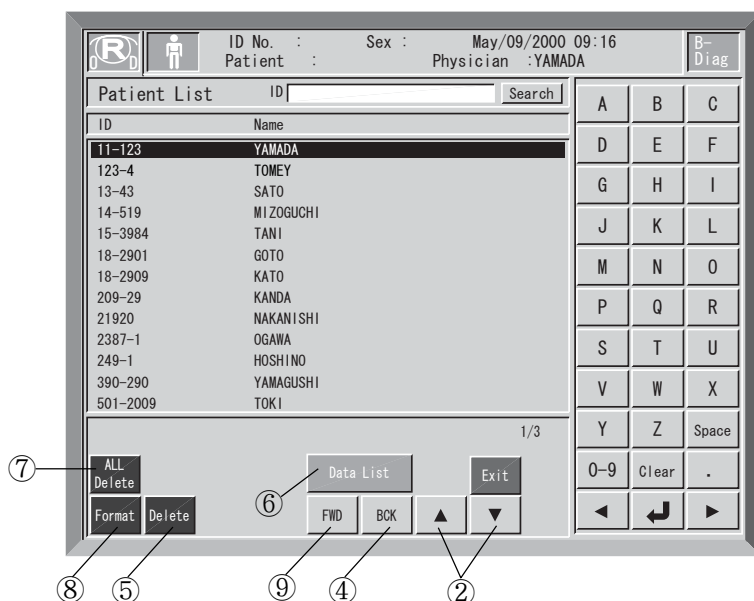 R
O D
ID No. : Sex : May/09/2000 09:16
Patient : Physician :YAMADA
B-
Diag
Patient List ID Search
ID Name
11-123 YAMADA
123-4 TOMEY
13-43 SATO
14-519 MIZOGUCHI
15-3984 TANI
18-2901 GOTO
18-2909 KATO
209-29 KANDA
21920 NAKANISHI
2387-1 OGAWA
249-1 HOSHINO
390-290 YAMAGUSHI
501-2009 TOKI
1/3
ALL
Delete
Data List
Exit
Format Delete FWD BCK ▲ ▼
A B C
D E F
G H I
J K L
M N O
P Q R
S T U
V W X
Y Z Space
0-9 Clear .
◄ ↵ ►
⑦
⑥
⑧ ⑤ ⑨ ④ ②